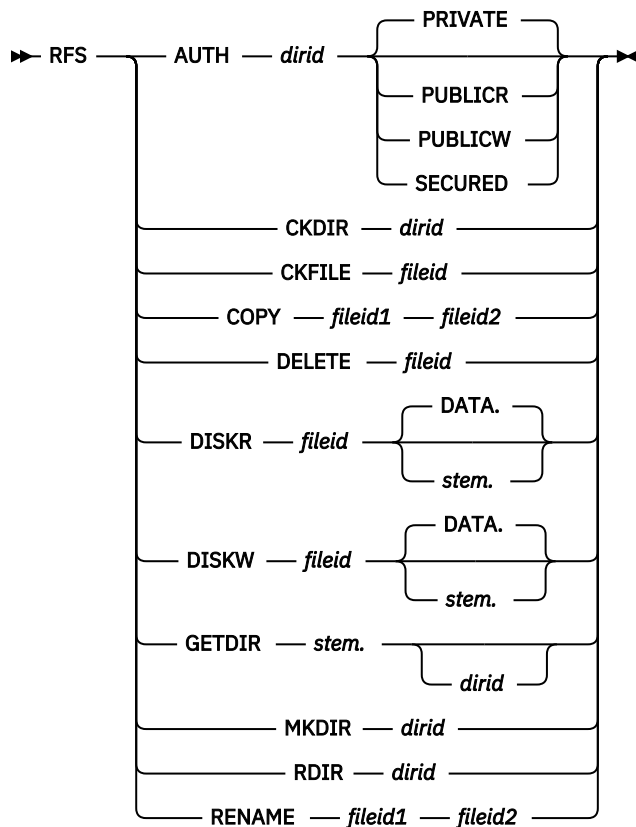 PRIVATE
RFS AUTH dirid
PUBLICR
PUBLICW
SECURED
CKDIR dirid
CKFILE fileid
COPY fileid1 fileid2
DELETE fileid
DATA.
DISKR fileid
stem.
DATA.
DISKW fileid
stem.
GETDIR stem.
dirid
MKDIR dirid
RDIR dirid
RENAME fileid1 fileid2